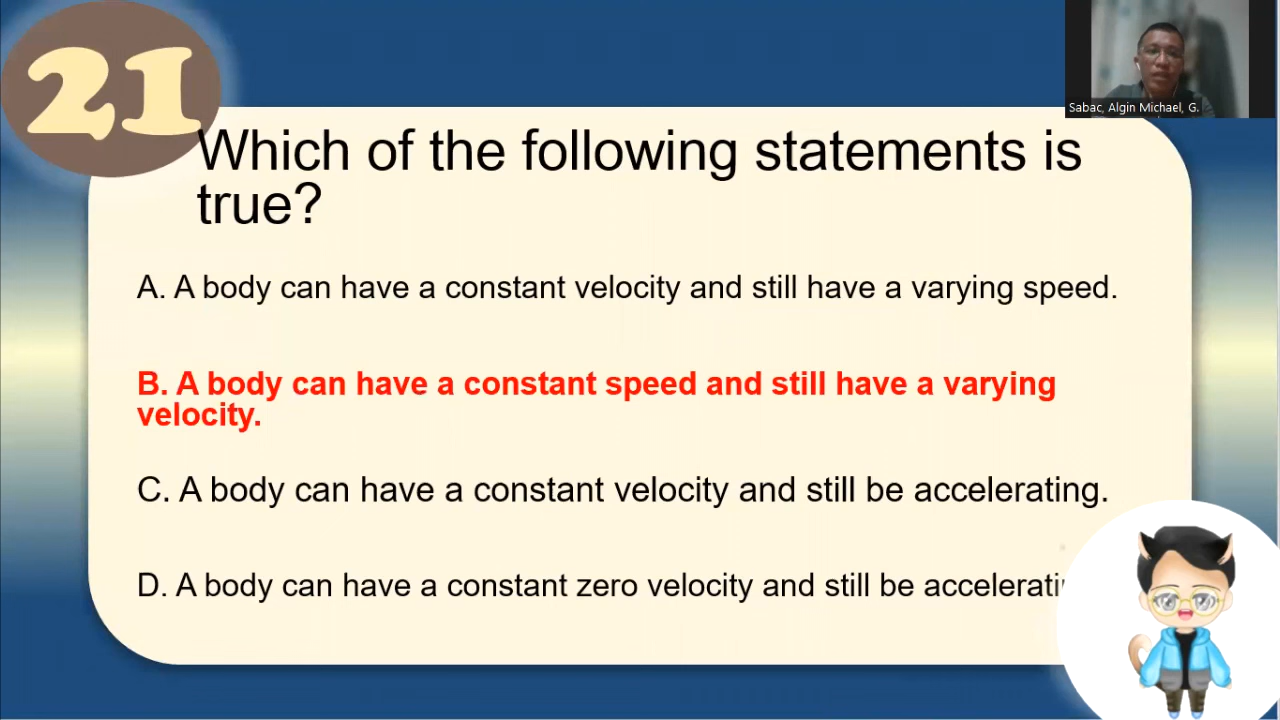 21
Sabac, Algin Michael, G.
Which of the following statements is
true?
A. A body can have a constant velocity and still have a varying speed.
B. A body can have a constant speed and still have a varying
velocity.
C. A body can have a constant velocity and still be accelerating.
D. A body can have a constant zero velocity and still be accelerati